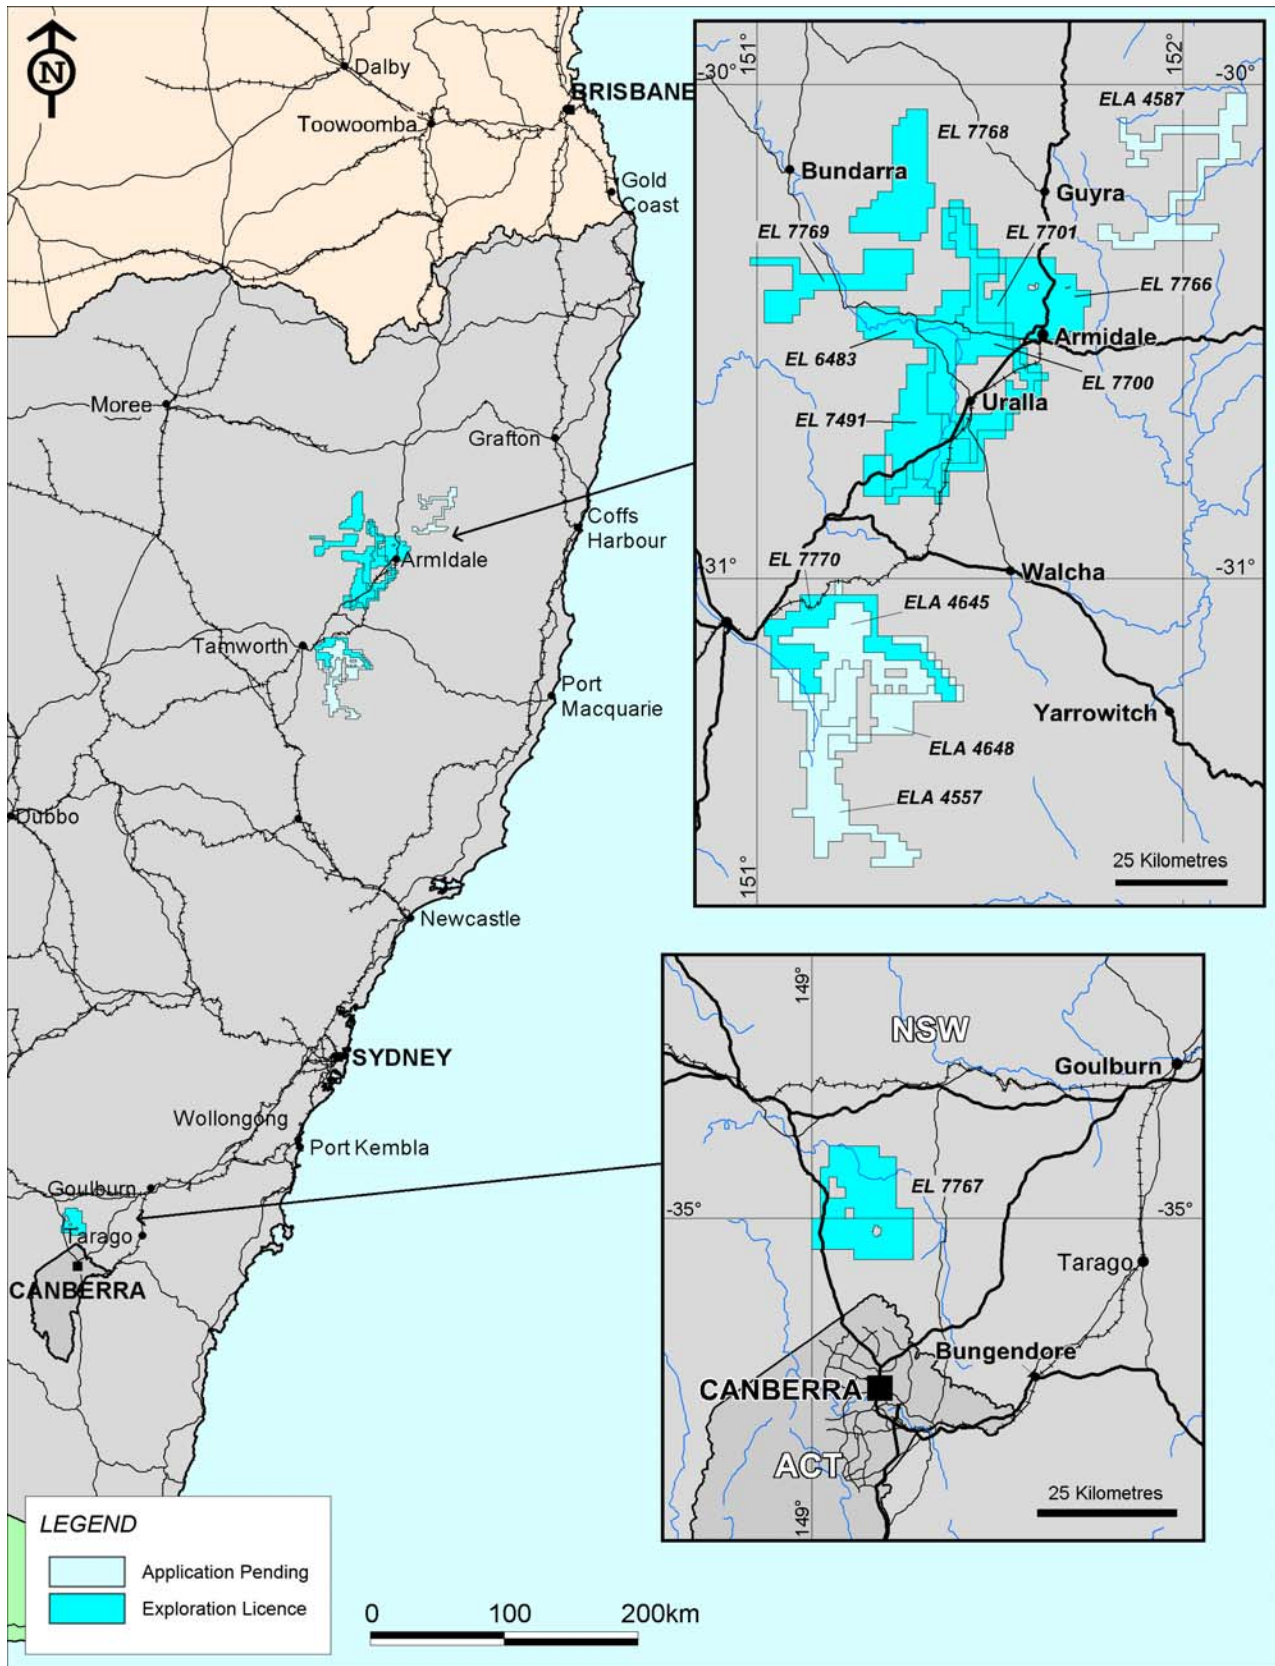 N
Dalby
BRISBANE
Toowoomba
Gold
Coast
Moree
Grafton
Coffs
Harbour
Armidale
Tamworth
Port
Macquarie
Dubbo
Newcastle
SYDNEY
Wollongong
Port Kembla
Goulburn
Tarago
CANBERRA
151°
152°
-30°
-30°
ELA 4587
EL 7768
Bundarra
Guyra
EL 7769
EL 7701
EL 7766
Armidale
EL 6483
EL 7700
Uralla
EL 7491
EL 7770
-31°
-31°
Walcha
ELA 4645
Yarrowitch
ELA 4648
ELA 4557
25 Kilometres
151°
149°
NSW
Goulburn
EL 7767
-35°
-35°
Tarago
Bungendore
CANBERRA
ACT
25 Kilometres
149°
LEGEND
Application Pending
Exploration Licence
0 100 200km